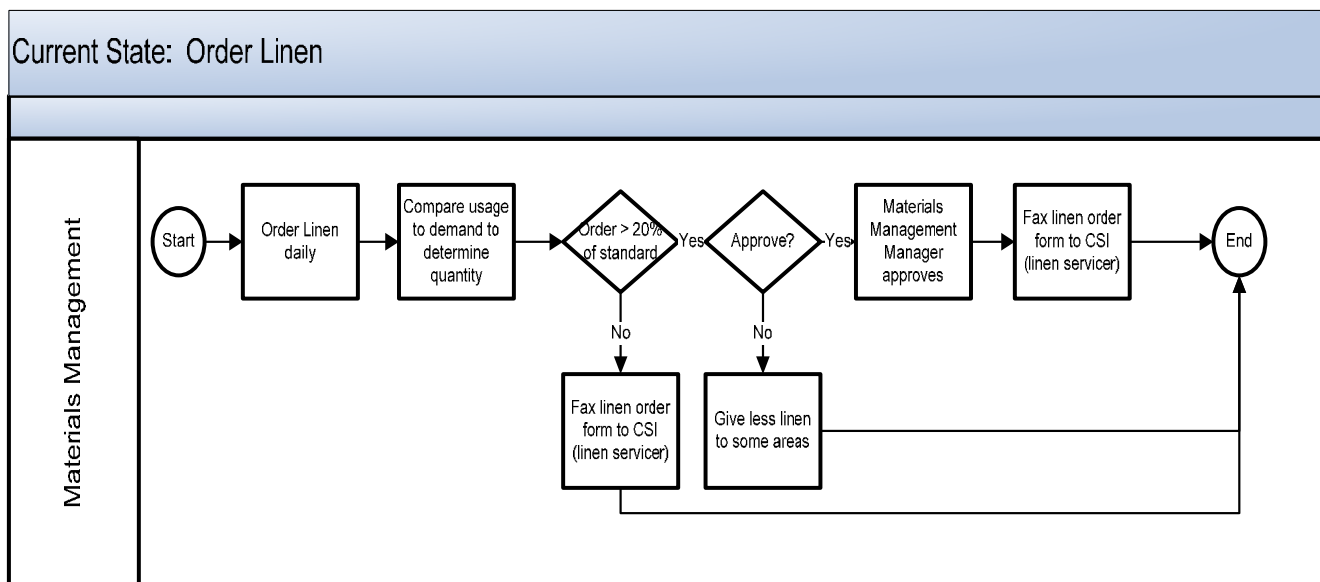 Current State: Order Linen
Materials Management
Start
Order Linen
daily
Compare usage
to demand to
determine
quantity
Order > 20%
of standard
Yes
Approve?
Yes
Materials
Management
Manager
approves
Fax linen order
form to CSI
(linen servicer)
End
No
No
Fax linen order
form to CSI
(linen servicer)
Give less linen
to some areas